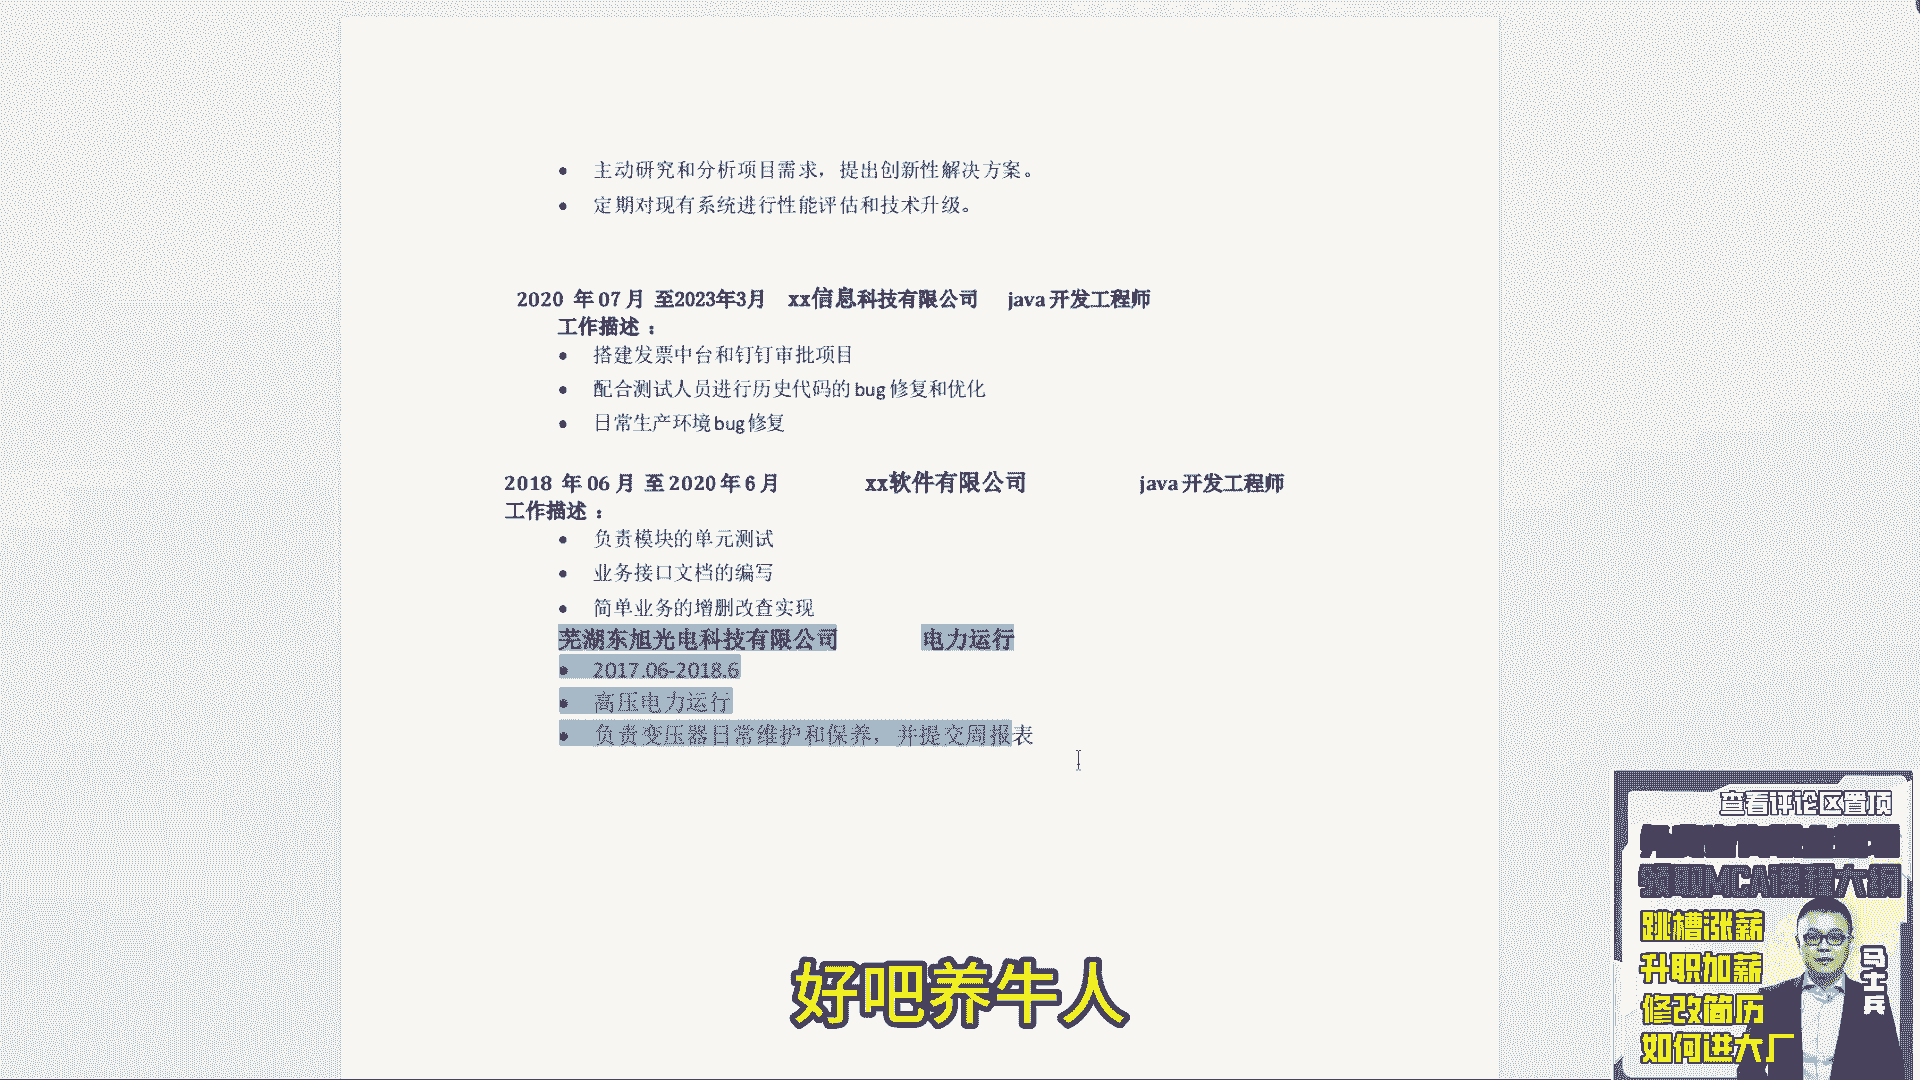 ● 主动研究和分析项目需求，提出创新性解决方案。
● 定期对现有系统进行性能评估和技术升级。
2020 年 07 月 至2023年3月 xx信息科技有限公司 java 开发工程师
工作描述 ：
● 搭建发票中台和钉钉审批项目
● 配合测试人员进行历史代码的 bug 修复和优化
● 日常生产环境bug修复
2018 年 06 月 至 2020 年 6 月 xx软件有限公司 java 开发工程师
工作描述 ：
● 负责模块的单元测试
● 业务接口文档的编写
● 简单业务的增删改查实现
芜湖东旭光电科技有限公司 电力运行
● 2017.06-2018.6
● 高压电力运行
● 负责变压器日常维护和保养，并提交周报表
好吧养牛人
查看评论区置顶
领取MCA课程大纲
跳槽涨薪
升职加薪
修改简历
如何进大厂
马士兵